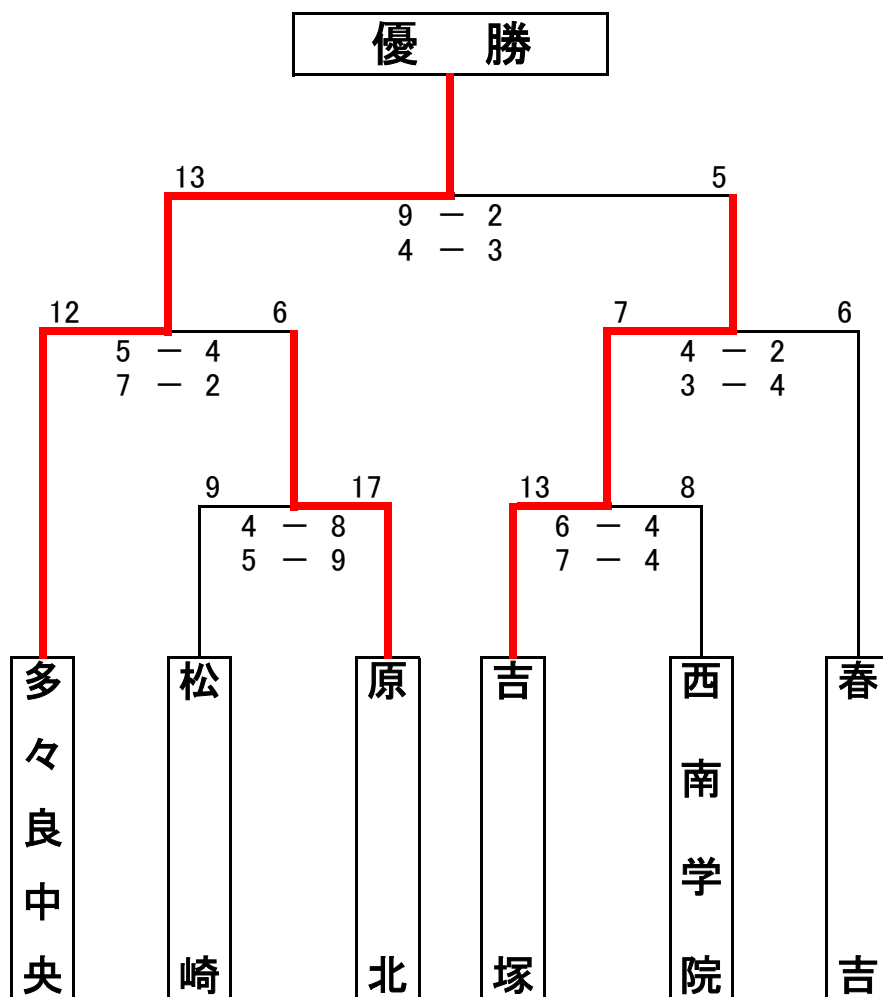 優　勝
13 5
9 － 2
4 － 3
12 6 7 6
5 － 4 4 － 2
7 － 2 3 － 4
9 17 13 8
4 － 8 6 － 4
5 － 9 7 － 4
多々良中央
松崎
原北
吉塚
西南学院
春吉